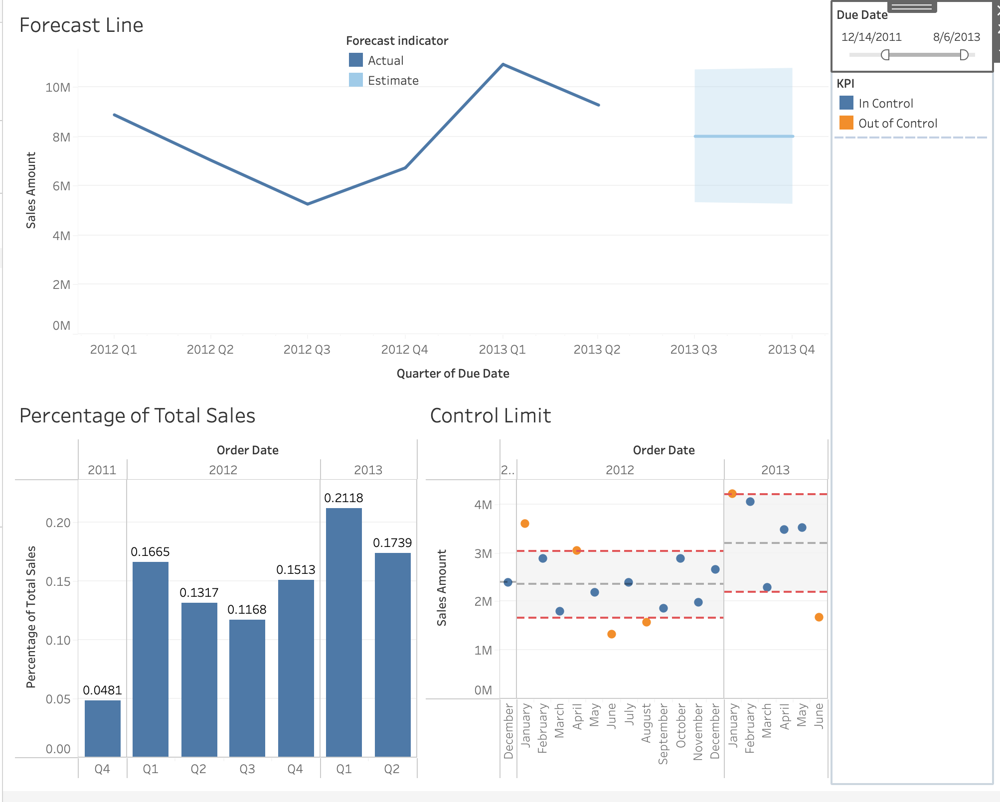 Forecast Line
Forecast indicator
Actual
Estimate
10M
8M
6M
4M
2M
0M
Sales Amount
2012 Q1 2012 Q2 2012 Q3 2012 Q4 2013 Q1 2013 Q2 2013 Q3 2013 Q4
Quarter of Due Date
Due Date
12/14/2011 8/6/2013
KPI
In Control
Out of Control
Percentage of Total Sales
Order Date
2011 2012 2013
0.20
0.15
0.10
0.05
0.00
Percentage of Total Sales
0.0481
0.1665
0.1317
0.1168
0.1513
0.2118
0.1739
Q4 Q1 Q2 Q3 Q4 Q1 Q2
Control Limit
Order Date
2.. 2012 2013
4M
3M
2M
1M
0M
Sales Amount
December
January
February
March
April
May
June
July
August
September
October
November
December
January
February
March
April
May
June